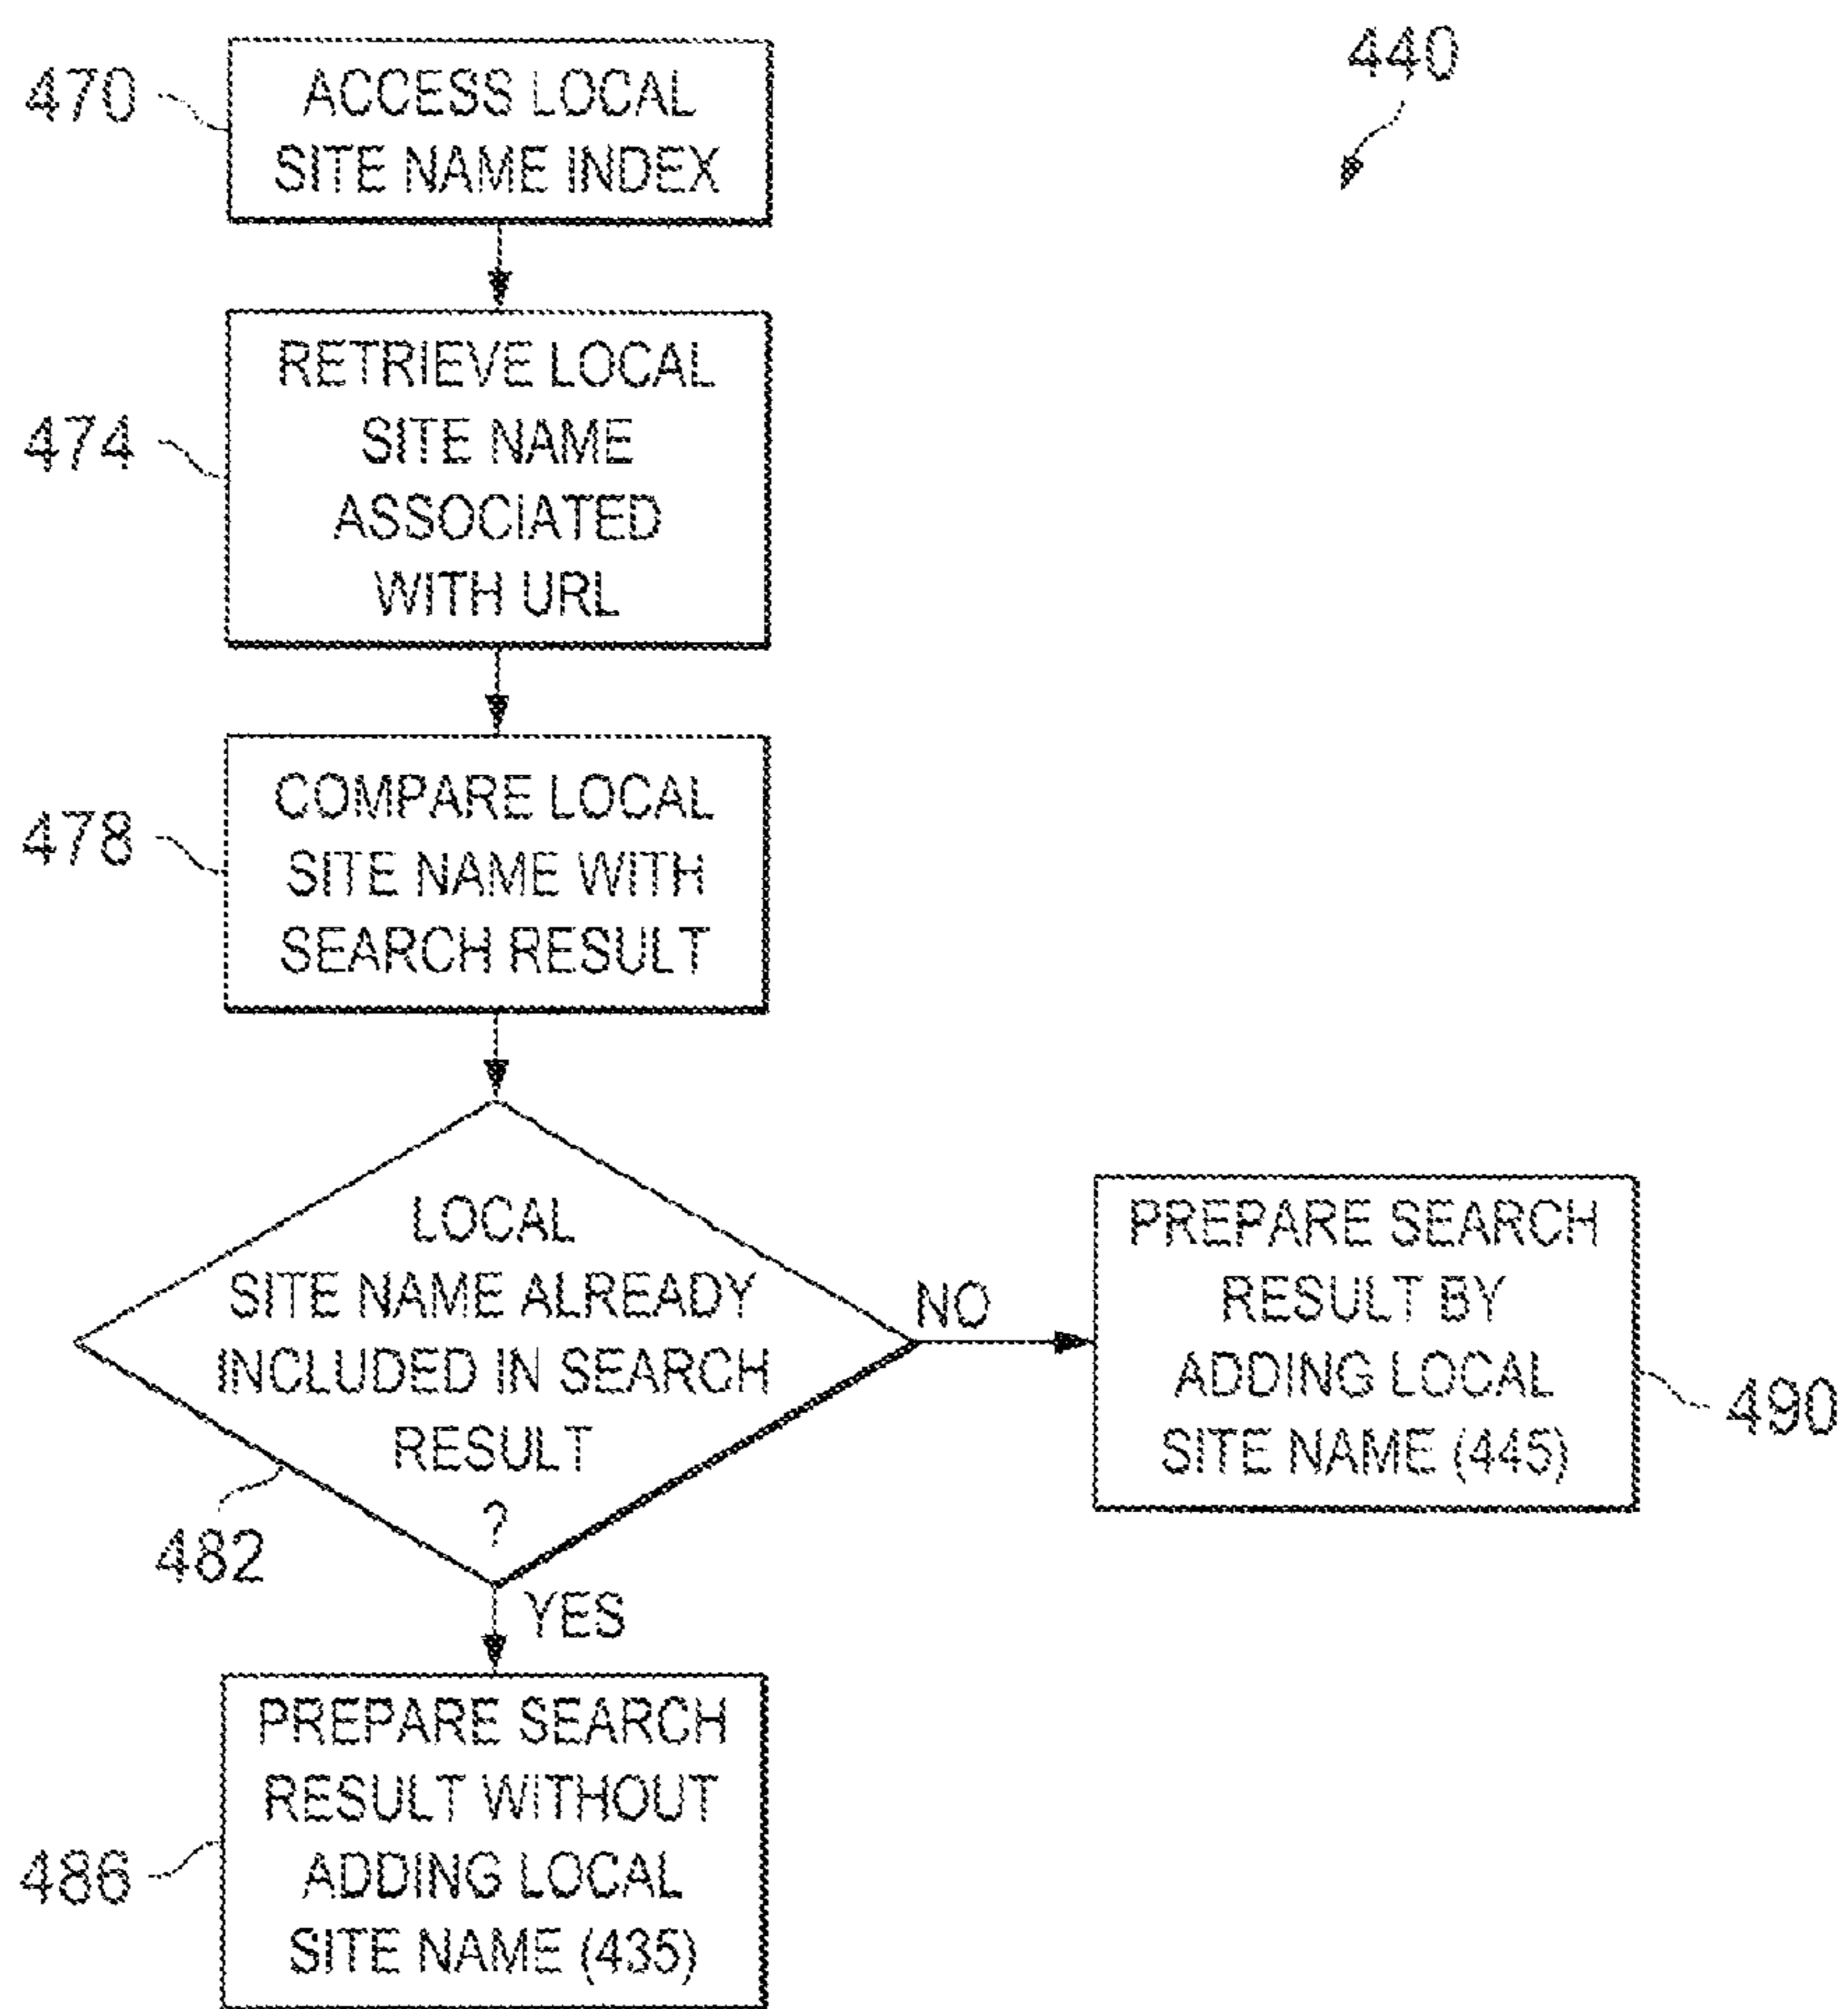 440
470
ACCESS LOCAL
SITE NAME INDEX
474
RETRIEVE LOCAL
SITE NAME
ASSOCIATED
WITH URL
478
COMPARE LOCAL
SITE NAME WITH
SEARCH RESULT
482
LOCAL
SITE NAME ALREADY
INCLUDED IN SEARCH
RESULT
?
NO
PREPARE SEARCH
RESULT BY
ADDING LOCAL
SITE NAME (445)
490
YES
486
PREPARE SEARCH
RESULT WITHOUT
ADDING LOCAL
SITE NAME (435)